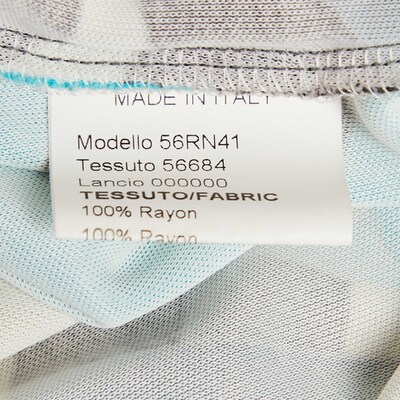 MADE IN ITALY
Modello 56RN41
Tessuto 56684
Lancio 000000
TESSUTO/FABRIC
100% Rayon
100% Rayon